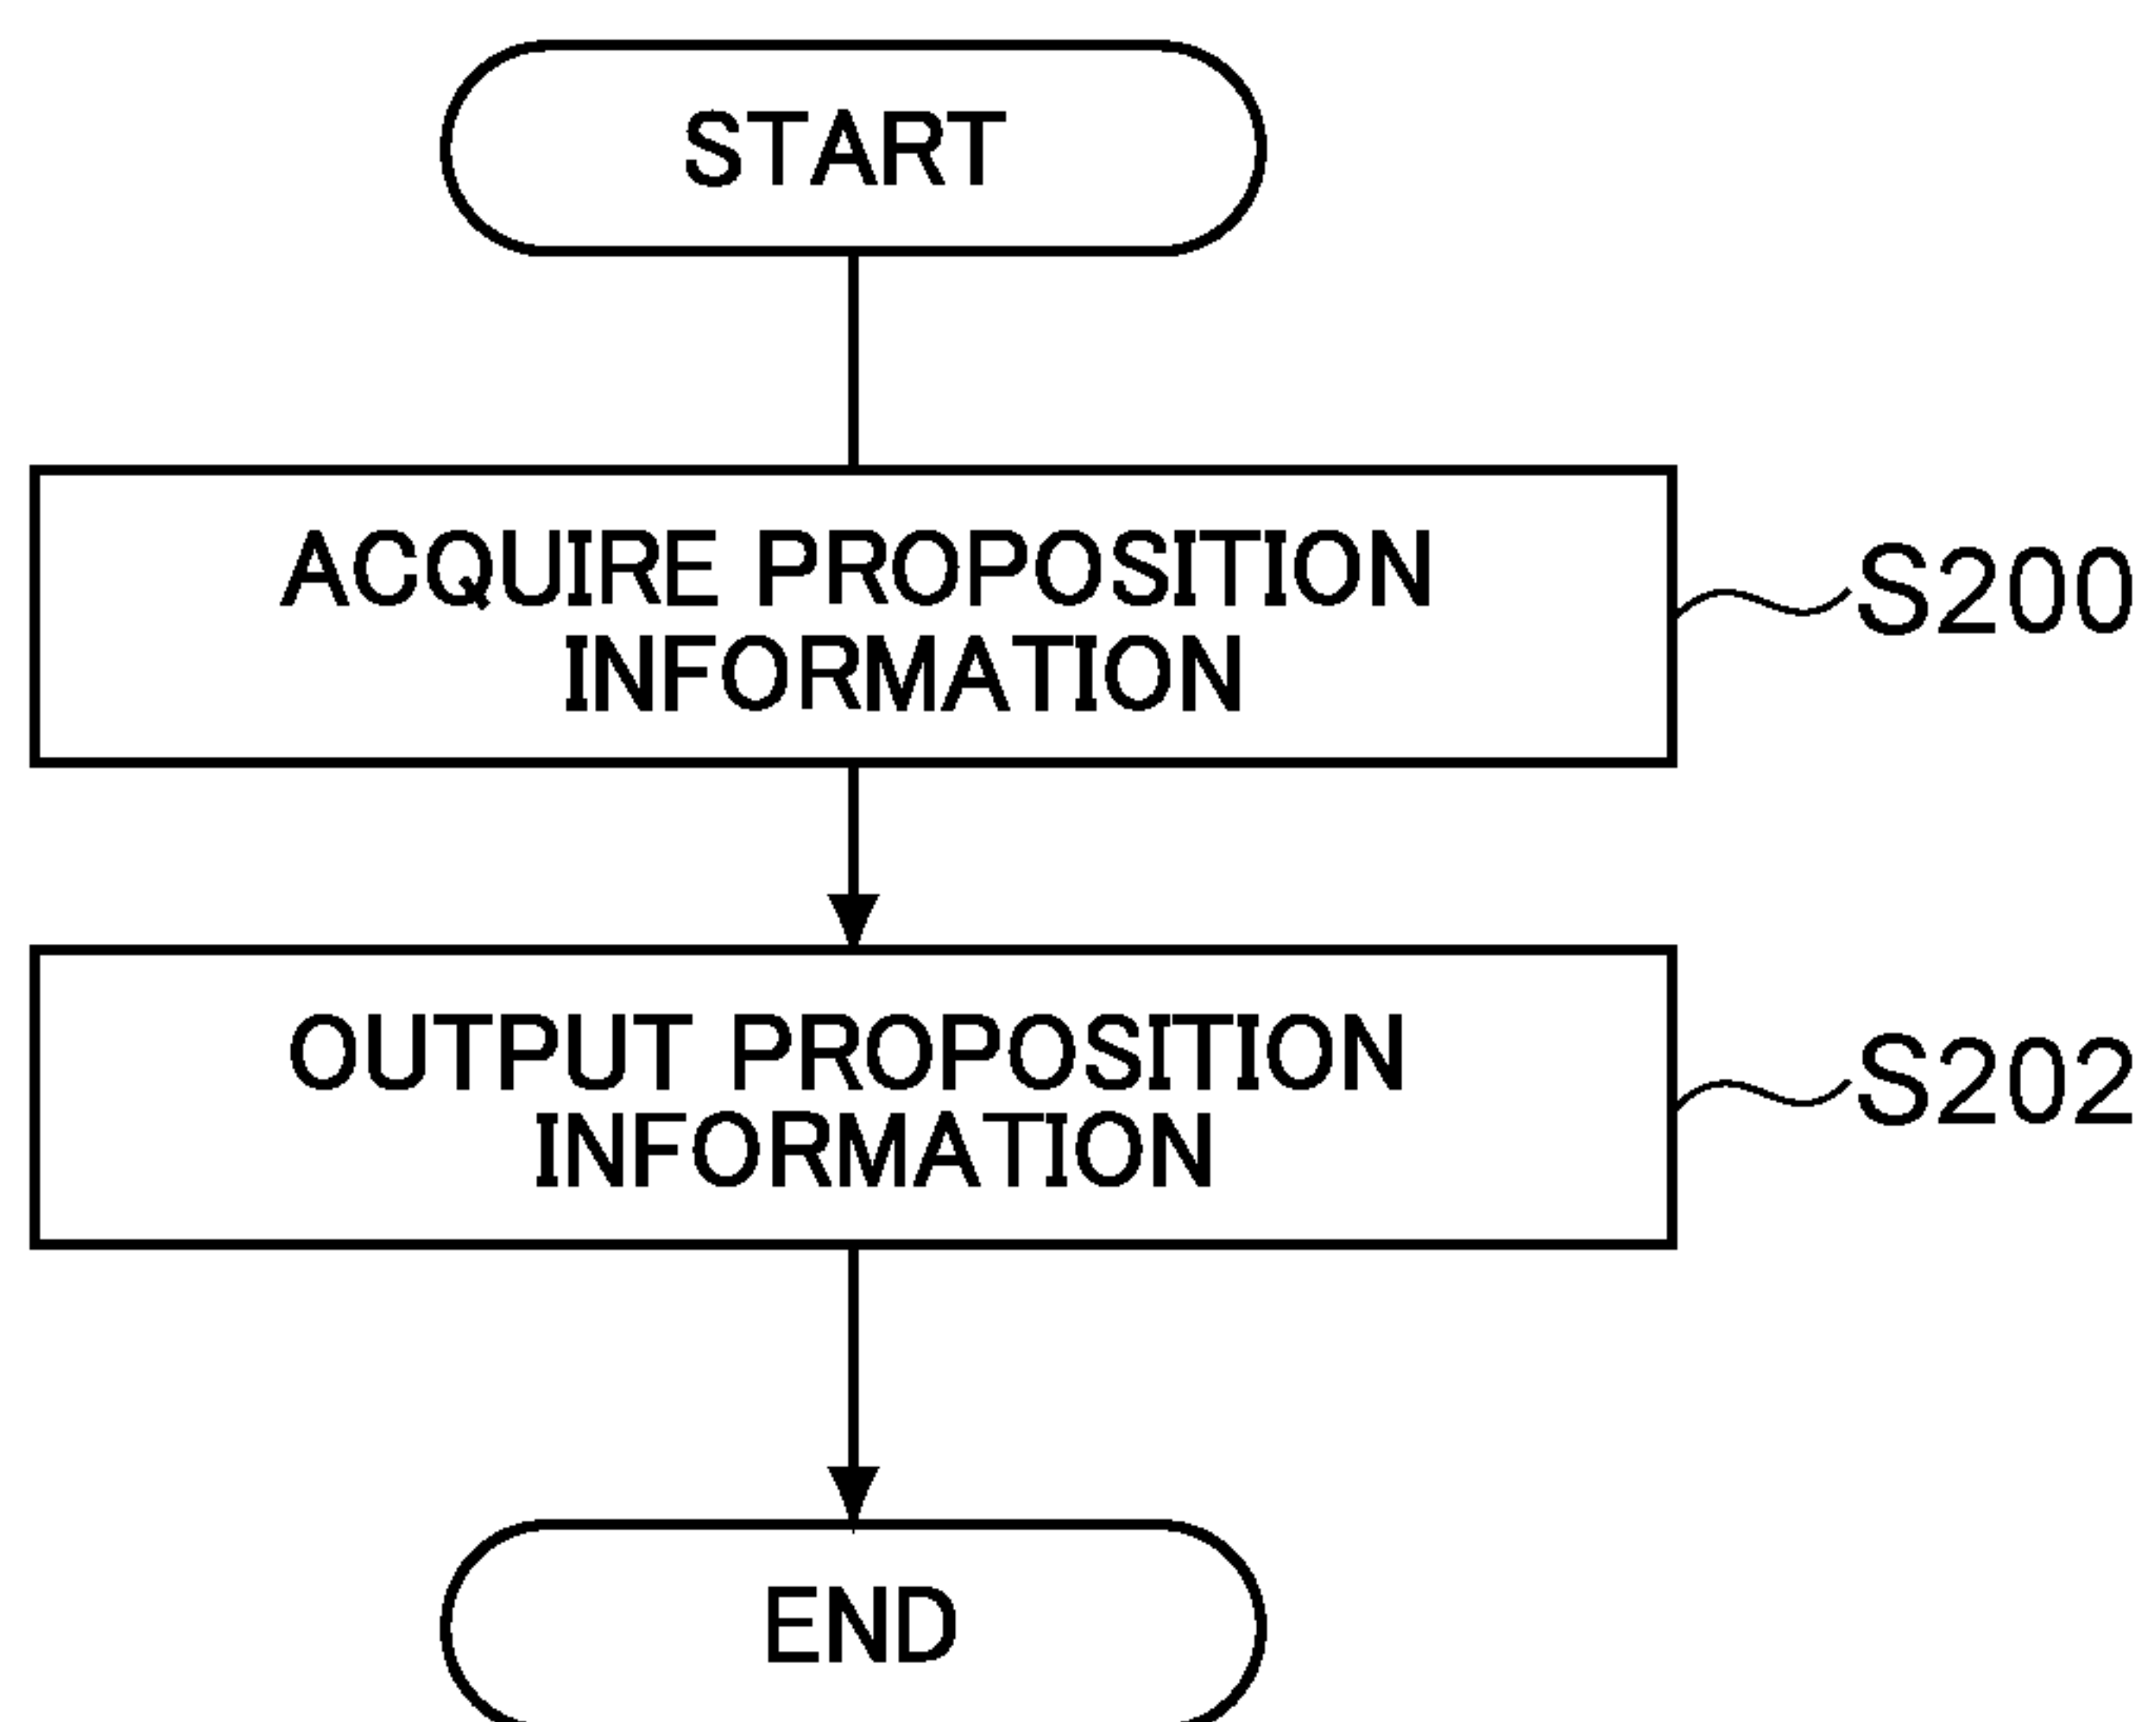 START
ACQUIRE PROPOSITION
INFORMATION
S200
OUTPUT PROPOSITION
INFORMATION
S202
END